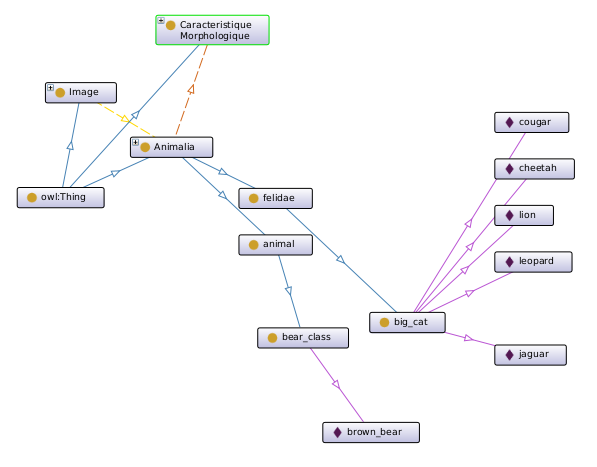 Caracteristique
Morphologique
Image
Animalia
owl:Thing
felidae
animal
bear_class
brown_bear
big_cat
cougar
cheetah
lion
leopard
jaguar